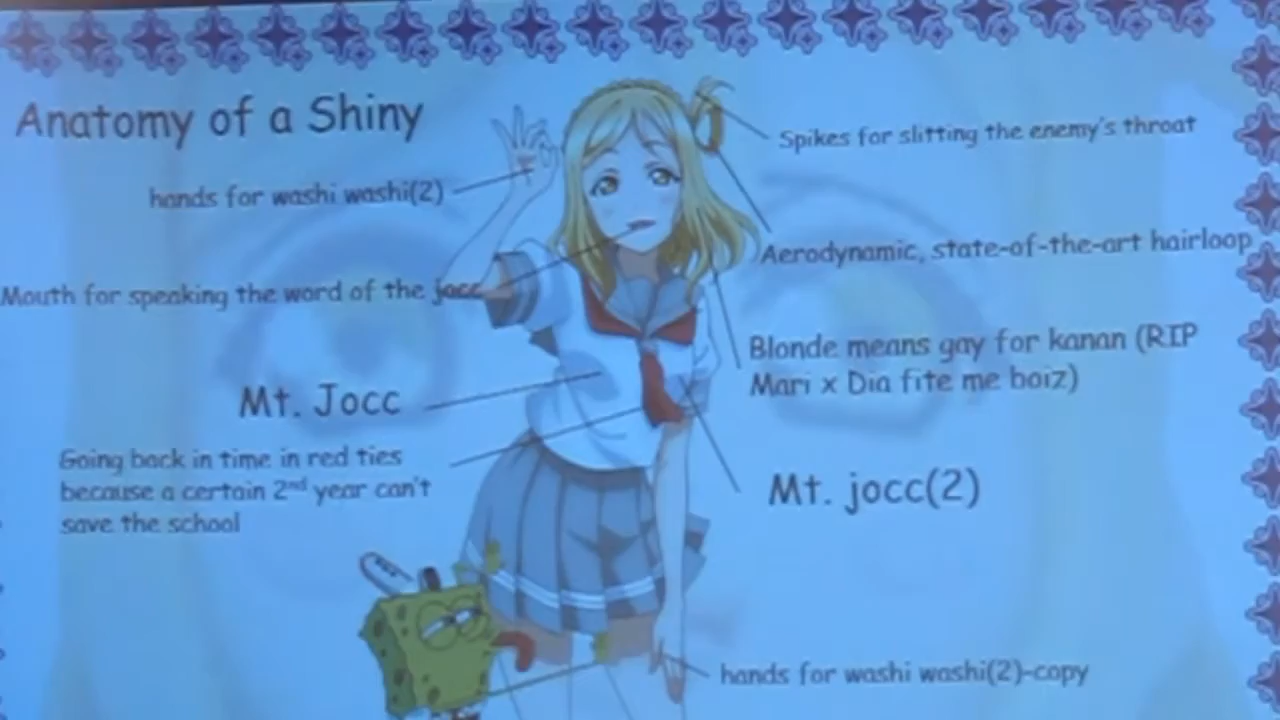 Anatomy of a Shiny
Spikes for slitting the enemy's throat
hands for washi washi(2)
Aerodynamic, state-of-the-art hairloop
Mouth for speaking the word of the jocc
Blonde means gay for kanan (RIP
Mari x Dia fite me boiz)
Mt. Jocc
Going back in time in red ties
because a certain 2nd year can't
save the school
Mt. jocc(2)
hands for washi washi(2)-copy